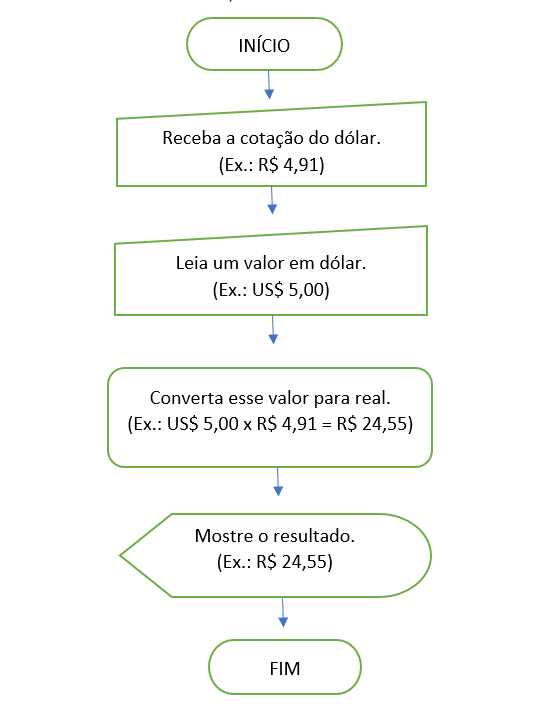 INÍCIO
Receba a cotação do dólar.
(Ex.: R$ 4,91)
Leia um valor em dólar.
(Ex.: US$ 5,00)
Converta esse valor para real.
(Ex.: US$ 5,00 x R$ 4,91 = R$ 24,55)
Mostre o resultado.
(Ex.: R$ 24,55)
FIM